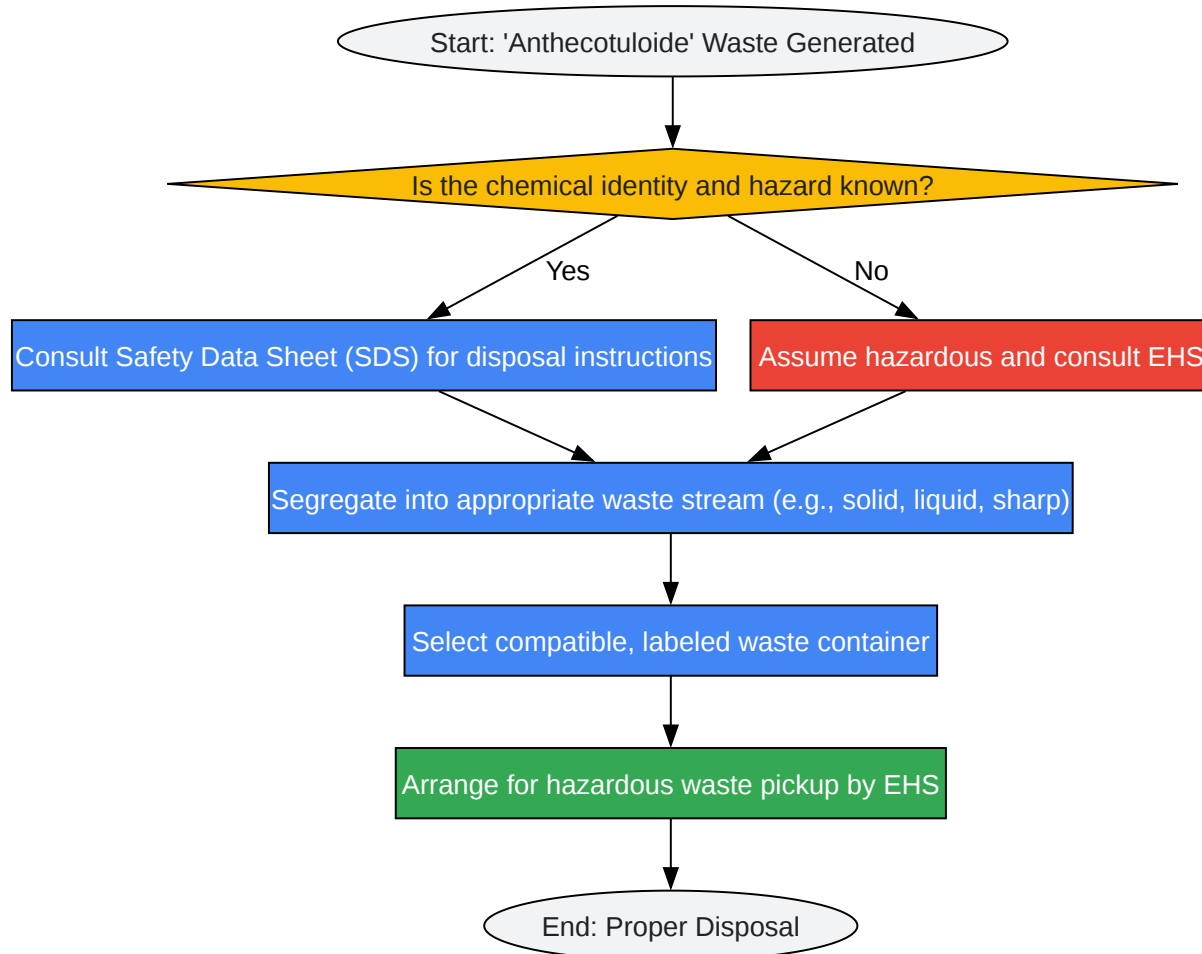 Start: 'Anthecotuloide' Waste Generated
Is the chemical identity and hazard known?
Yes
No
Consult Safety Data Sheet (SDS) for disposal instructions
Assume hazardous and consult EHS
Segregate into appropriate waste stream (e.g., solid, liquid, sharp)
Select compatible, labeled waste container
Arrange for hazardous waste pickup by EHS
End: Proper Disposal